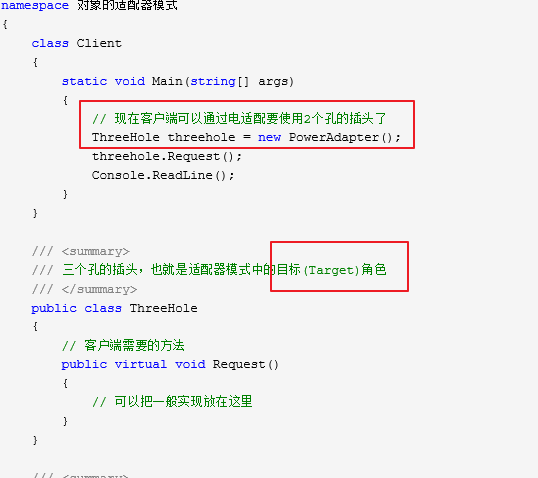 namespace 对象的适配器模式
{
class Client
{
static void Main(string[] args)
{
// 现在客户端可以通过电适配要使用2个孔的插头了
ThreeHole threehole = new PowerAdapter();
threehole.Request();
Console.ReadLine();
}
}
/// <summary>
/// 三个孔的插头，也就是适配器模式中的目标(Target)角色
/// </summary>
public class ThreeHole
{
// 客户端需要的方法
public virtual void Request()
{
// 可以把一般实现放在这里
}
}
/// <summary>